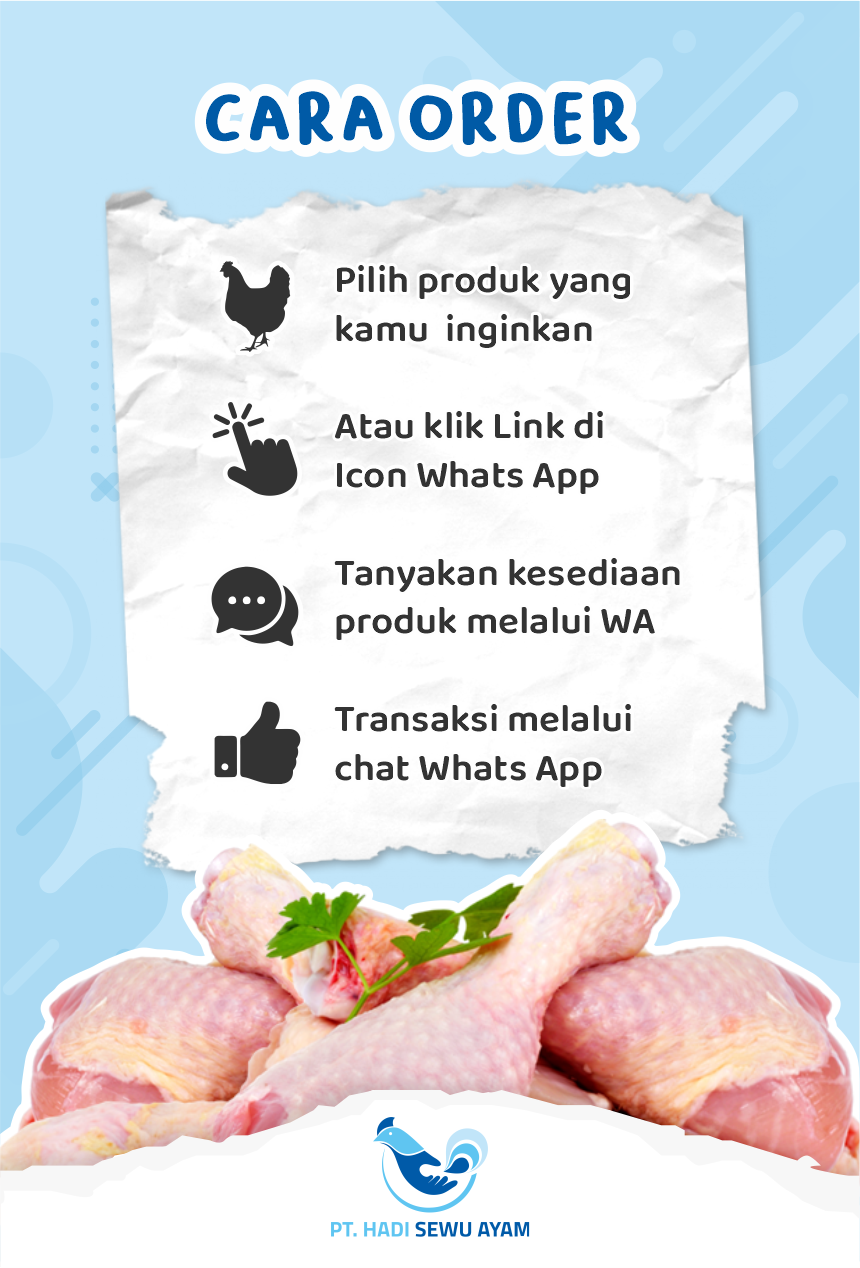 CARA ORDER
Pilih produk yang
kamu inginkan
Atau klik Link di
Icon Whats App
Tanyakan kesediaan
produk melalui WA
Transaksi melalui
chat Whats App
PT. HADI SEWU AYAM